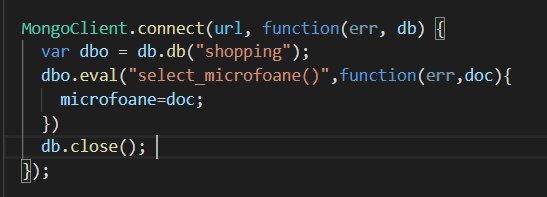 MongoClient.connect(url, function(err, db) {
var dbo = db.db("shopping");
dbo.eval("select_microfoane()",function(err,doc){
microfoane=doc;
})
db.close();
});